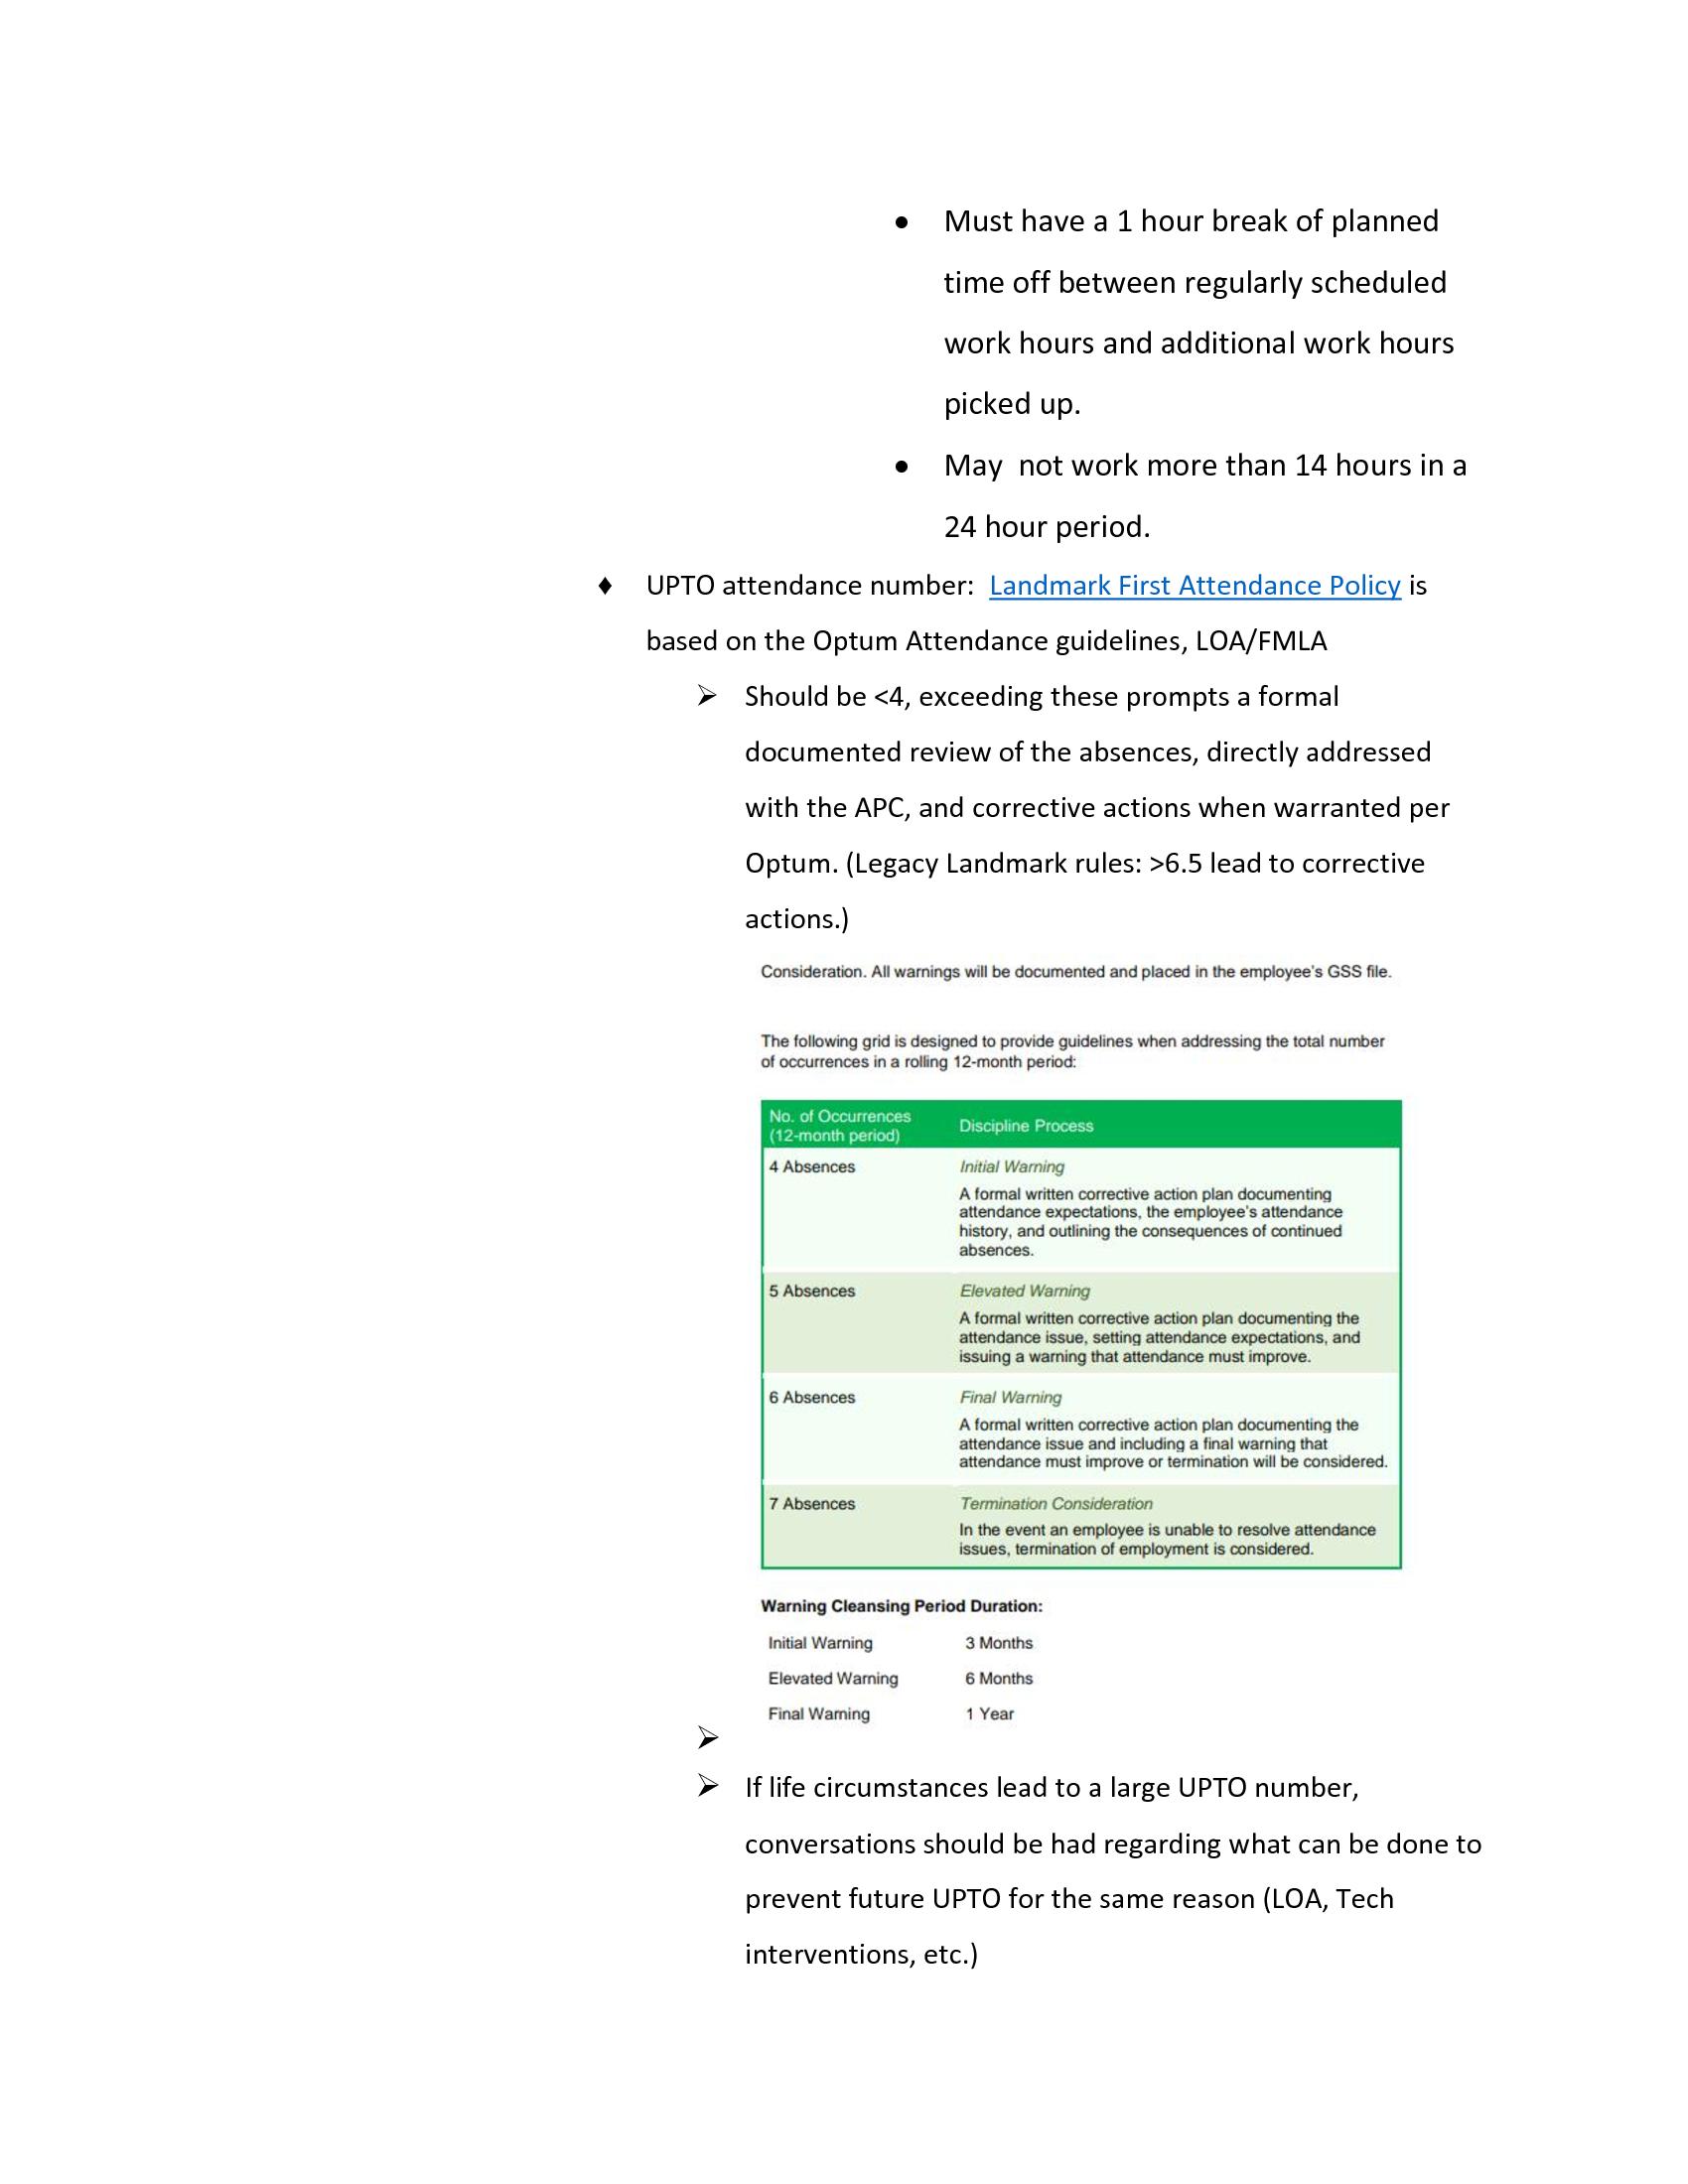 • Must have a 1 hour break of planned
time off between regularly scheduled
work hours and additional work hours
picked up.
• May  not work more than 14 hours in a
24 hour period.
♦ UPTO attendance number:  Landmark First Attendance Policy is
based on the Optum Attendance guidelines, LOA/FMLA
➢ Should be <4, exceeding these prompts a formal
documented review of the absences, directly addressed
with the APC, and corrective actions when warranted per
Optum. (Legacy Landmark rules: >6.5 lead to corrective
actions.)
Consideration. All warnings will be documented and placed in the employee's GSS file.
The following grid is designed to provide guidelines when addressing the total number
of occurrences in a rolling 12-month period:
No. of Occurrences
(12-month period)
Discipline Process
4 Absences
Initial Warning
A formal written corrective action plan documenting
attendance expectations, the employee's attendance
history, and outlining the consequences of continued
absences.
5 Absences
Elevated Warning
A formal written corrective action plan documenting the
attendance issue, setting attendance expectations, and
issuing a warning that attendance must improve.
6 Absences
Final Warning
A formal written corrective action plan documenting the
attendance issue and including a final warning that
attendance must improve or termination will be considered.
7 Absences
Termination Consideration
In the event an employee is unable to resolve attendance
issues, termination of employment is considered.
Warning Cleansing Period Duration:
Initial Warning 3 Months
Elevated Warning 6 Months
Final Warning 1 Year
➢
➢ If life circumstances lead to a large UPTO number,
conversations should be had regarding what can be done to
prevent future UPTO for the same reason (LOA, Tech
interventions, etc.)